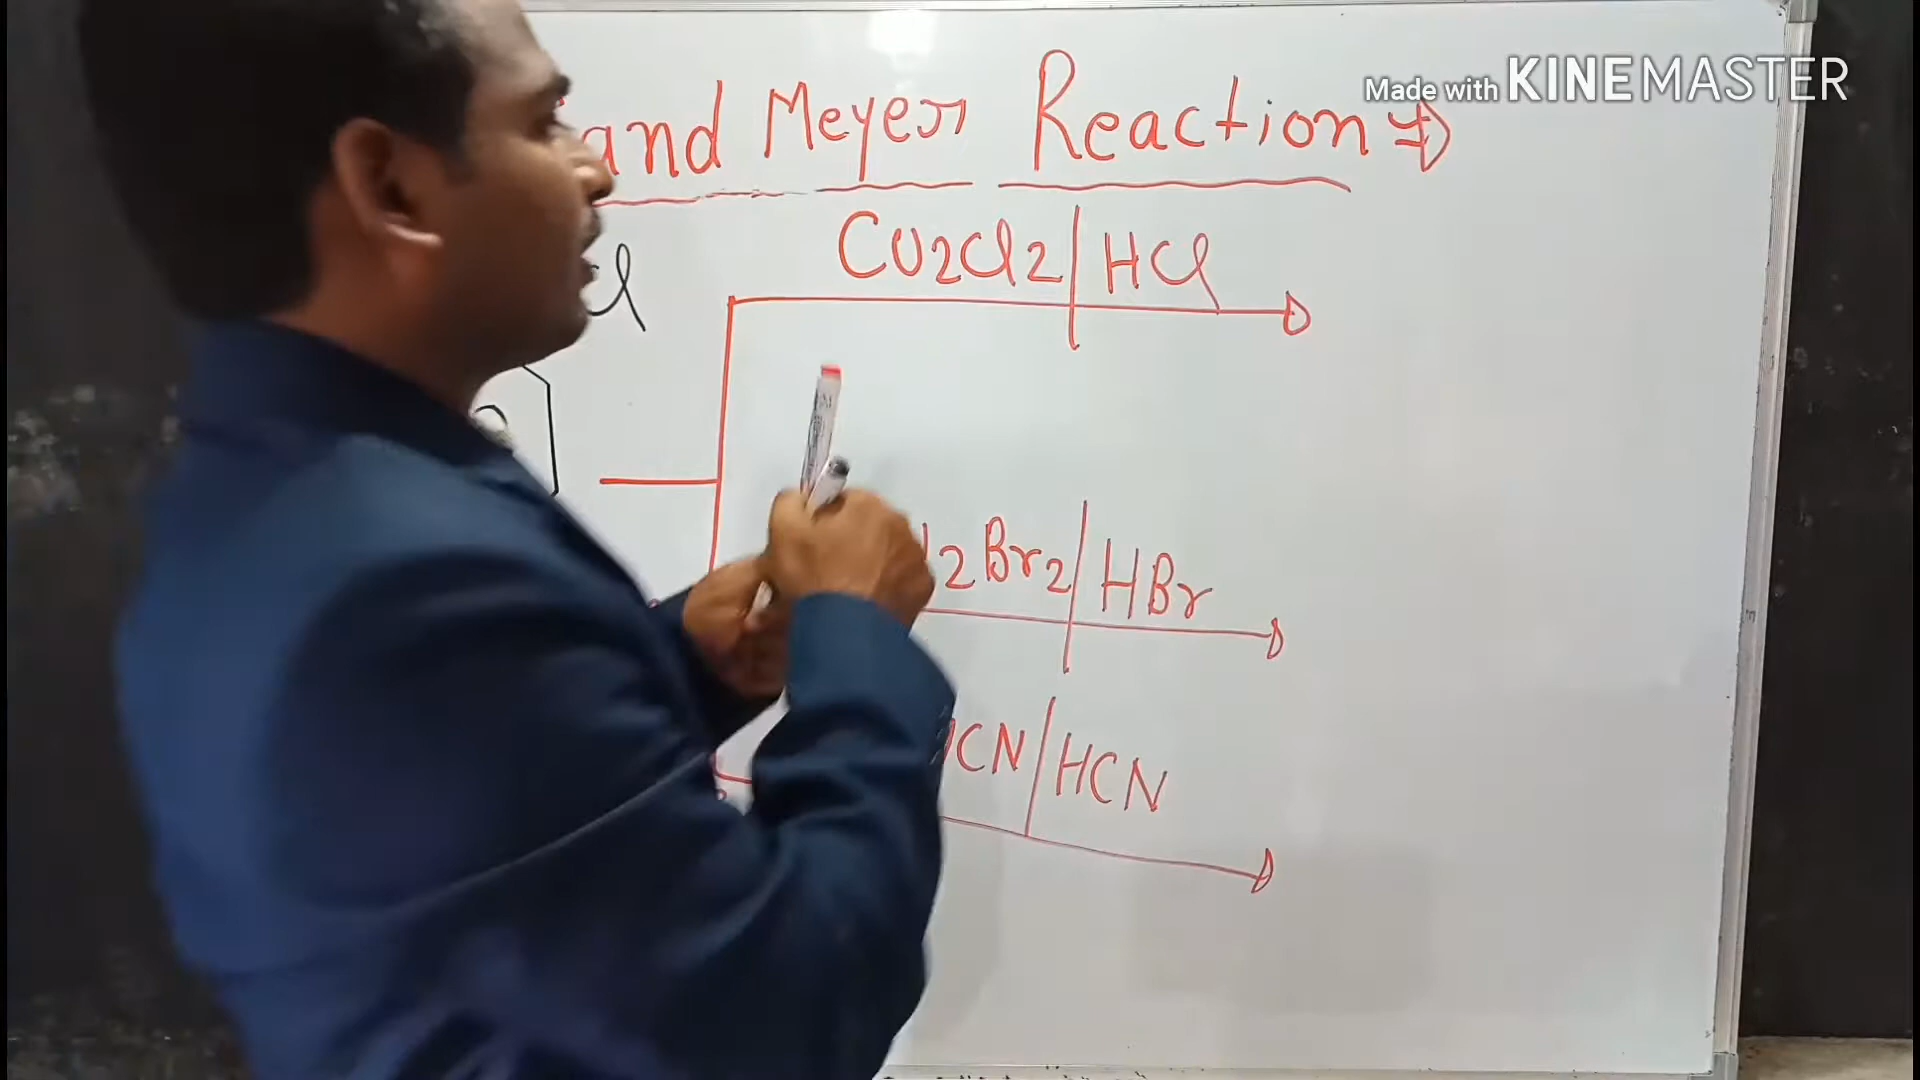 and Meyer Reaction ⇒
Made with KINEMASTER
Cu2Cl2 | HCl
2Br2 | HBr
CN | HCN